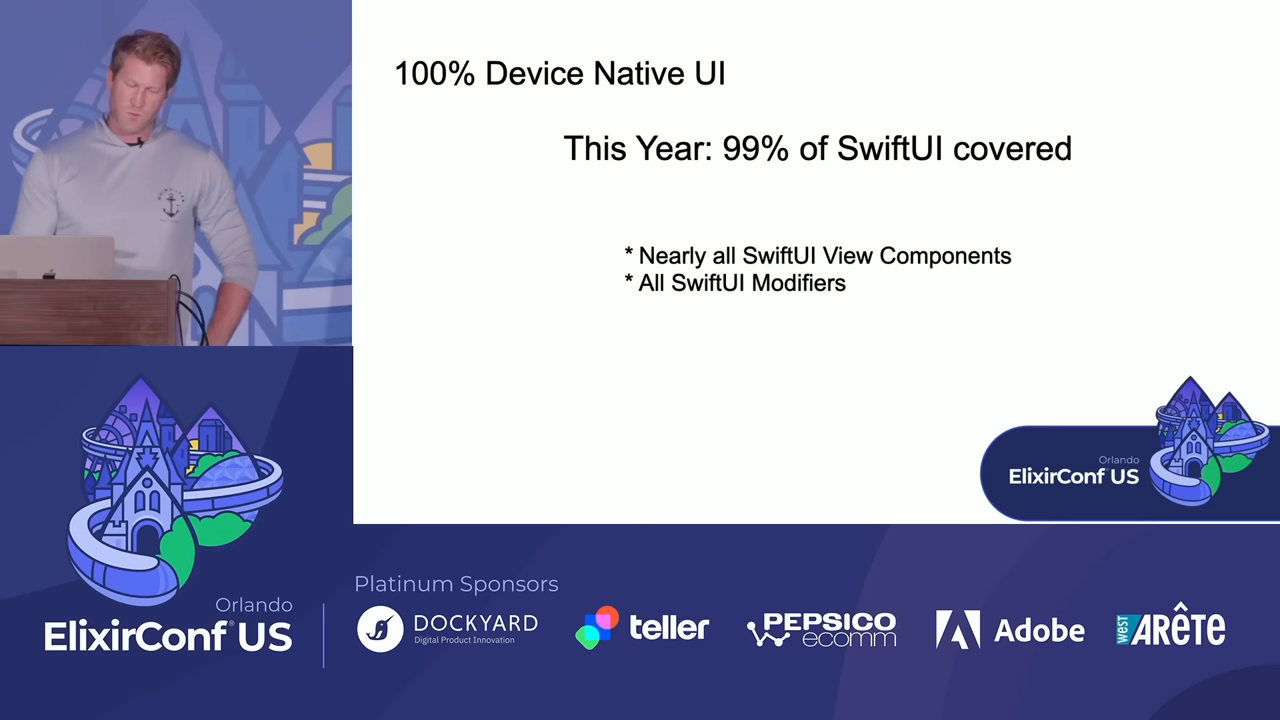 100% Device Native UI
This Year: 99% of SwiftUI covered
* Nearly all SwiftUI View Components
* All SwiftUI Modifiers
Orlando
ElixirConf US
Orlando
ElixirConf® US
Platinum Sponsors
DOCKYARD
Digital Product Innovation
teller
PEPSICO
ecomm
Adobe
west ARÊTE